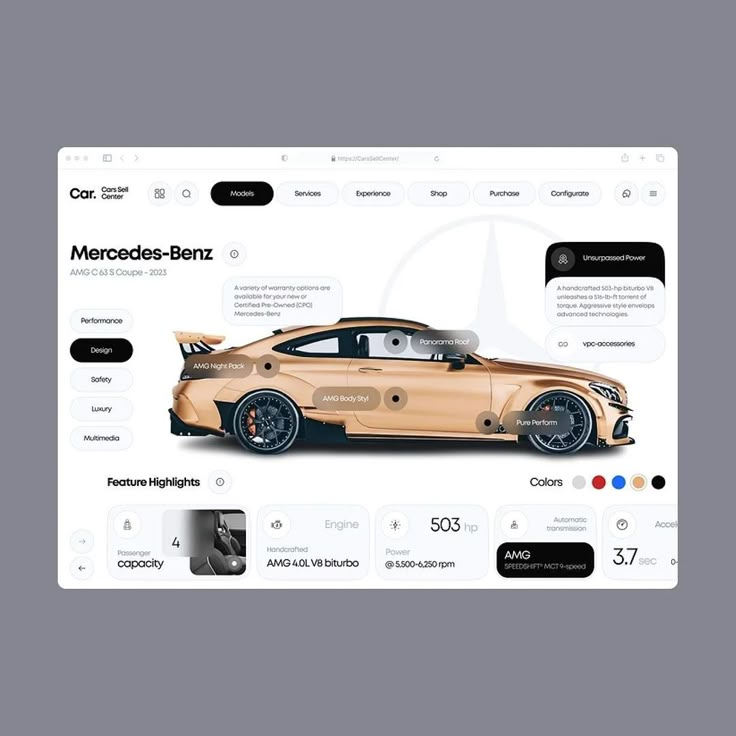 https://CarsSellCenter/
Car.
Cars Sell
Center
Models
Services
Experience
Shop
Purchase
Configurate
Mercedes-Benz
AMG C 63 S Coupe - 2023
A variety of warranty options are
available for your new or
Certified Pre-Owned (CPO)
Mercedes-Benz
Unsurpassed Power
A handcrafted 503-hp biturbo V8
unleashes a 516-lb-ft torrent of
torque. Aggressive style envelops
advanced technologies.
vpc-accessories
Performance
Design
Safety
Luxury
Multimedia
Panorama Roof
AMG Night Pack
AMG Body Styl
Pure Perform
Feature Highlights
Colors
Passenger
capacity
4
Engine
Handcrafted
AMG 4.0L V8 biturbo
503 hp
Power
@ 5,500-6,250 rpm
Automatic
transmission
AMG
SPEEDSHIFT® MCT 9-speed
Accel
3.7 sec
0-